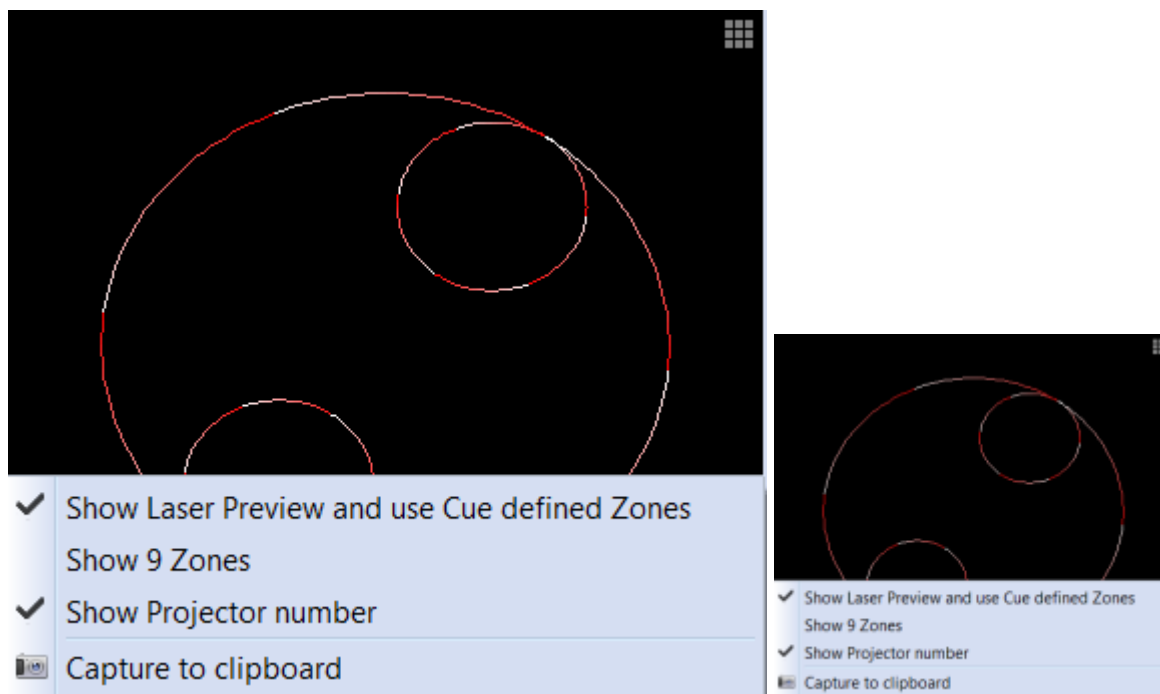 Show Laser Preview and use Cue defined Zones
Show 9 Zones
Show Projector number
Capture to clipboard
Show Laser Preview and use Cue defined Zones
Show 9 Zones
Show Projector number
Capture to clipboard